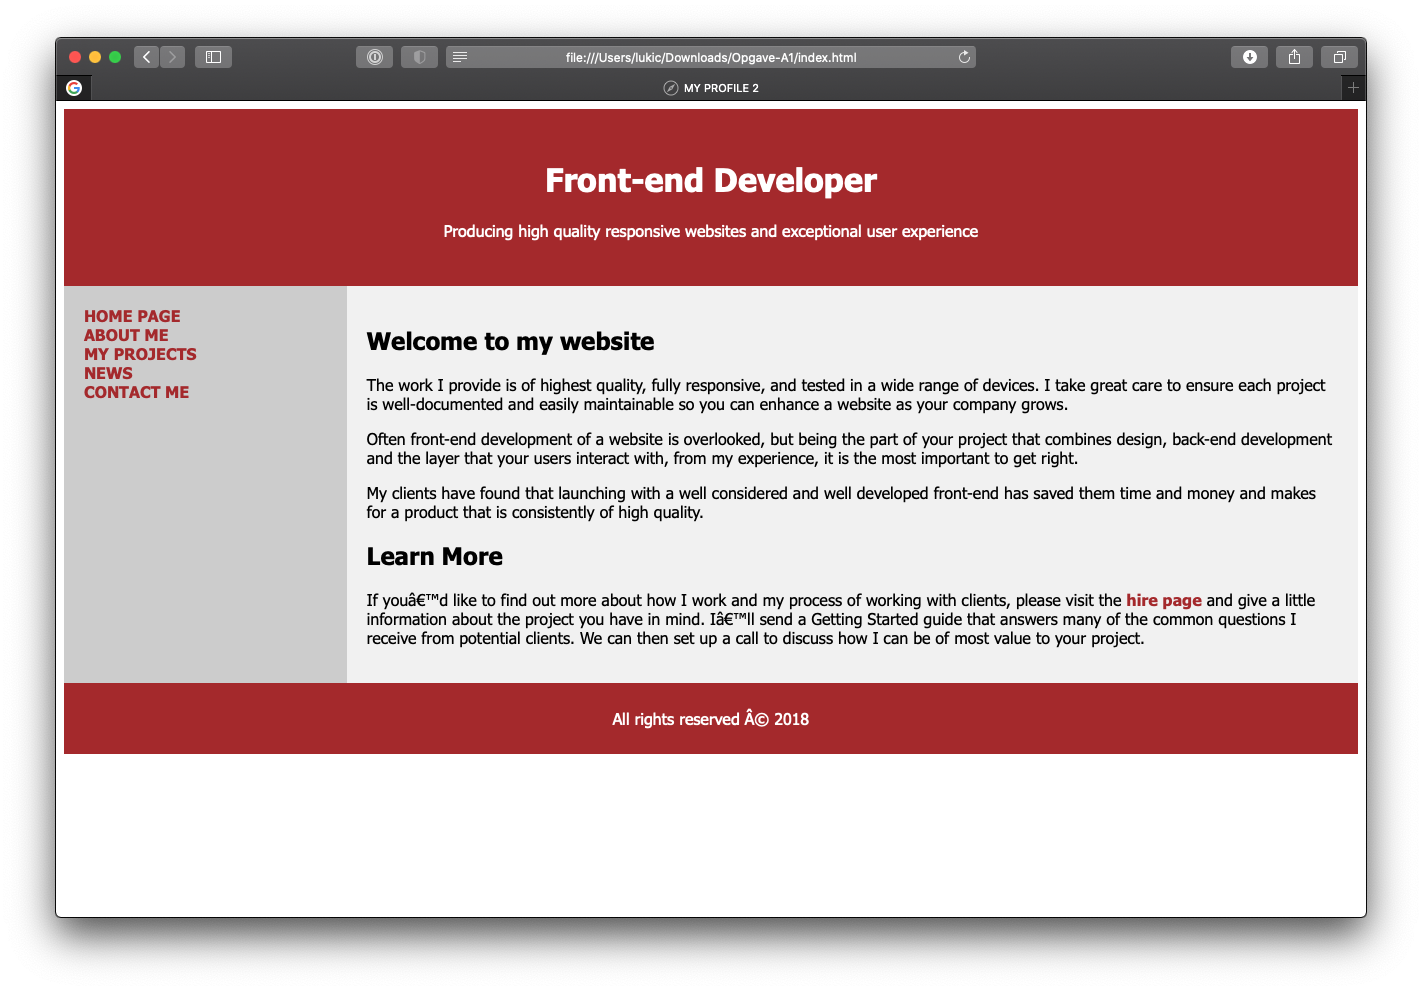 file:///Users/lukic/Downloads/Opgave-A1/index.html
MY PROFILE 2
Front-end Developer
Producing high quality responsive websites and exceptional user experience
HOME PAGE
ABOUT ME
MY PROJECTS
NEWS
CONTACT ME
Welcome to my website
The work I provide is of highest quality, fully responsive, and tested in a wide range of devices. I take great care to ensure each project
is well-documented and easily maintainable so you can enhance a website as your company grows.
Often front-end development of a website is overlooked, but being the part of your project that combines design, back-end development
and the layer that your users interact with, from my experience, it is the most important to get right.
My clients have found that launching with a well considered and well developed front-end has saved them time and money and makes
for a product that is consistently of high quality.
Learn More
If youâ€™d like to find out more about how I work and my process of working with clients, please visit the hire page and give a little
information about the project you have in mind. Iâ€™ll send a Getting Started guide that answers many of the common questions I
receive from potential clients. We can then set up a call to discuss how I can be of most value to your project.
All rights reserved Â© 2018